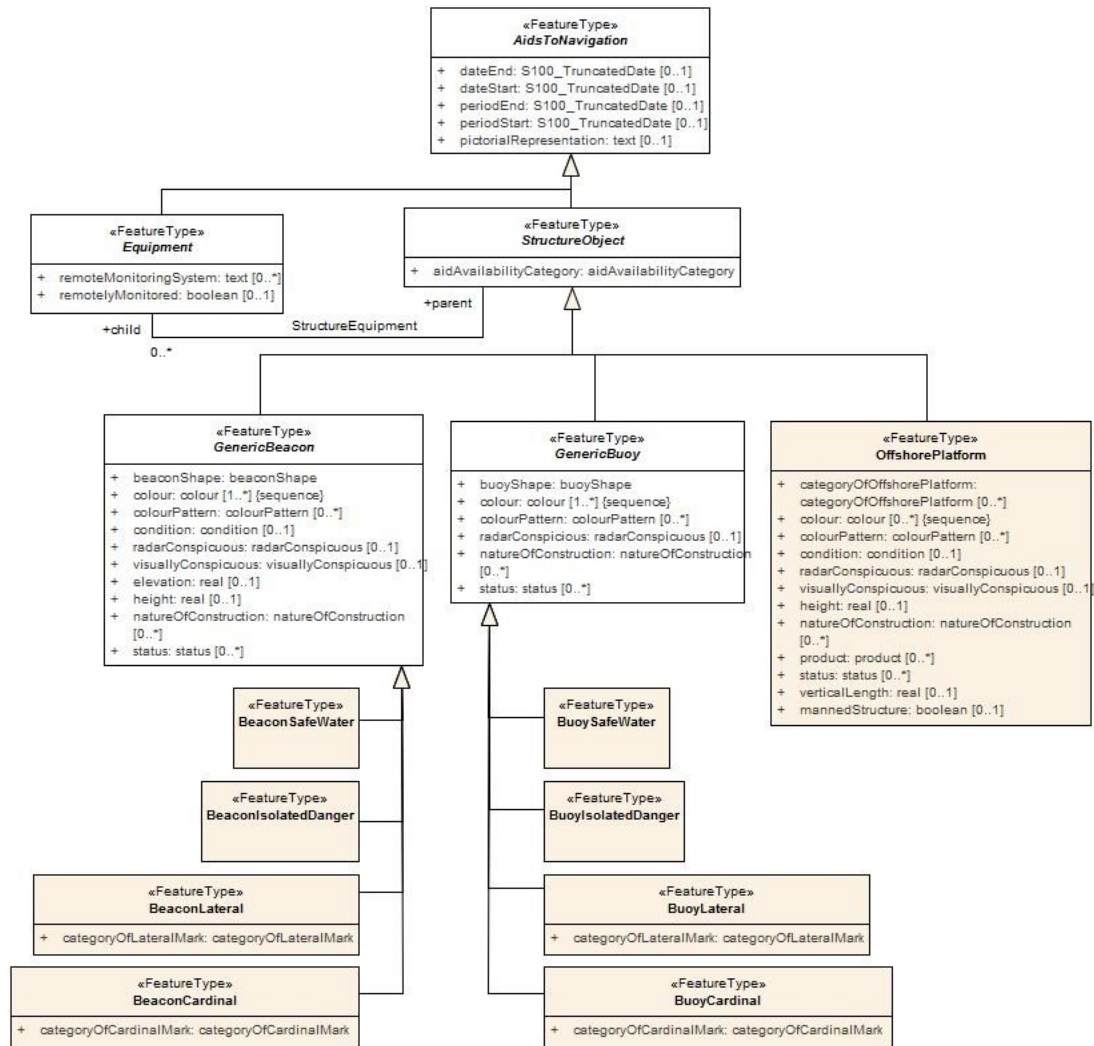 «FeatureType»
AidsToNavigation
+ dateEnd: S100_TruncatedDate [0..1]
+ dateStart: S100_TruncatedDate [0..1]
+ periodEnd: S100_TruncatedDate [0..1]
+ periodStart: S100_TruncatedDate [0..1]
+ pictorialRepresentation: text [0..1]
«FeatureType»
Equipment
+ remoteMonitoringSystem: text [0..*]
+ remotelyMonitored: boolean [0..1]
«FeatureType»
StructureObject
+ aidAvailabilityCategory: aidAvailabilityCategory
+child
0..*
StructureEquipment
+parent
«FeatureType»
GenericBeacon
+ beaconShape: beaconShape
+ colour: colour [1..*] {sequence}
+ colourPattern: colourPattern [0..*]
+ condition: condition [0..1]
+ radarConspicuous: radarConspicuous [0..1]
+ visuallyConspicuous: visuallyConspicuous [0..1]
+ elevation: real [0..1]
+ height: real [0..1]
+ natureOfConstruction: natureOfConstruction
[0..*]
+ status: status [0..*]
«FeatureType»
GenericBuoy
+ buoyShape: buoyShape
+ colour: colour [1..*] {sequence}
+ colourPattern: colourPattern [0..*]
+ radarConspicious: radarConspicuous [0..1]
+ natureOfConstruction: natureOfConstruction
[0..*]
+ status: status [0..*]
«FeatureType»
OffshorePlatform
+ categoryOfOffshorePlatform:
categoryOfOffshorePlatform [0..*]
+ colour: colour [0..*] {sequence}
+ colourPattern: colourPattern [0..*]
+ condition: condition [0..1]
+ radarConspicuous: radarConspicuous [0..1]
+ visuallyConspicuous: visuallyConspicuous [0..1]
+ height: real [0..1]
+ natureOfConstruction: natureOfConstruction
[0..*]
+ product: product [0..*]
+ status: status [0..*]
+ verticalLength: real [0..1]
+ mannedStructure: boolean [0..1]
«FeatureType»
BeaconSafeWater
«FeatureType»
BuoySafeWater
«FeatureType»
BeaconIsolatedDanger
«FeatureType»
BuoyIsolatedDanger
«FeatureType»
BeaconLateral
+ categoryOfLateralMark: categoryOfLateralMark
«FeatureType»
BuoyLateral
+ categoryOfLateralMark: categoryOfLateralMark
«FeatureType»
BeaconCardinal
+ categoryOfCardinalMark: categoryOfCardinalMark
«FeatureType»
BuoyCardinal
+ categoryOfCardinalMark: categoryOfCardinalMark